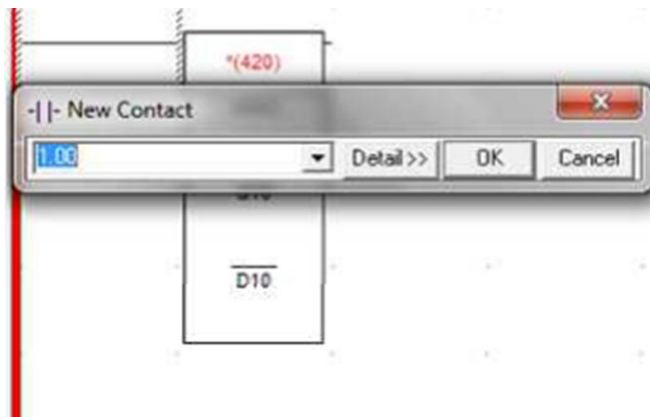 *(420)
-| |- New Contact
1.00
Detail >>
OK
Cancel
D10